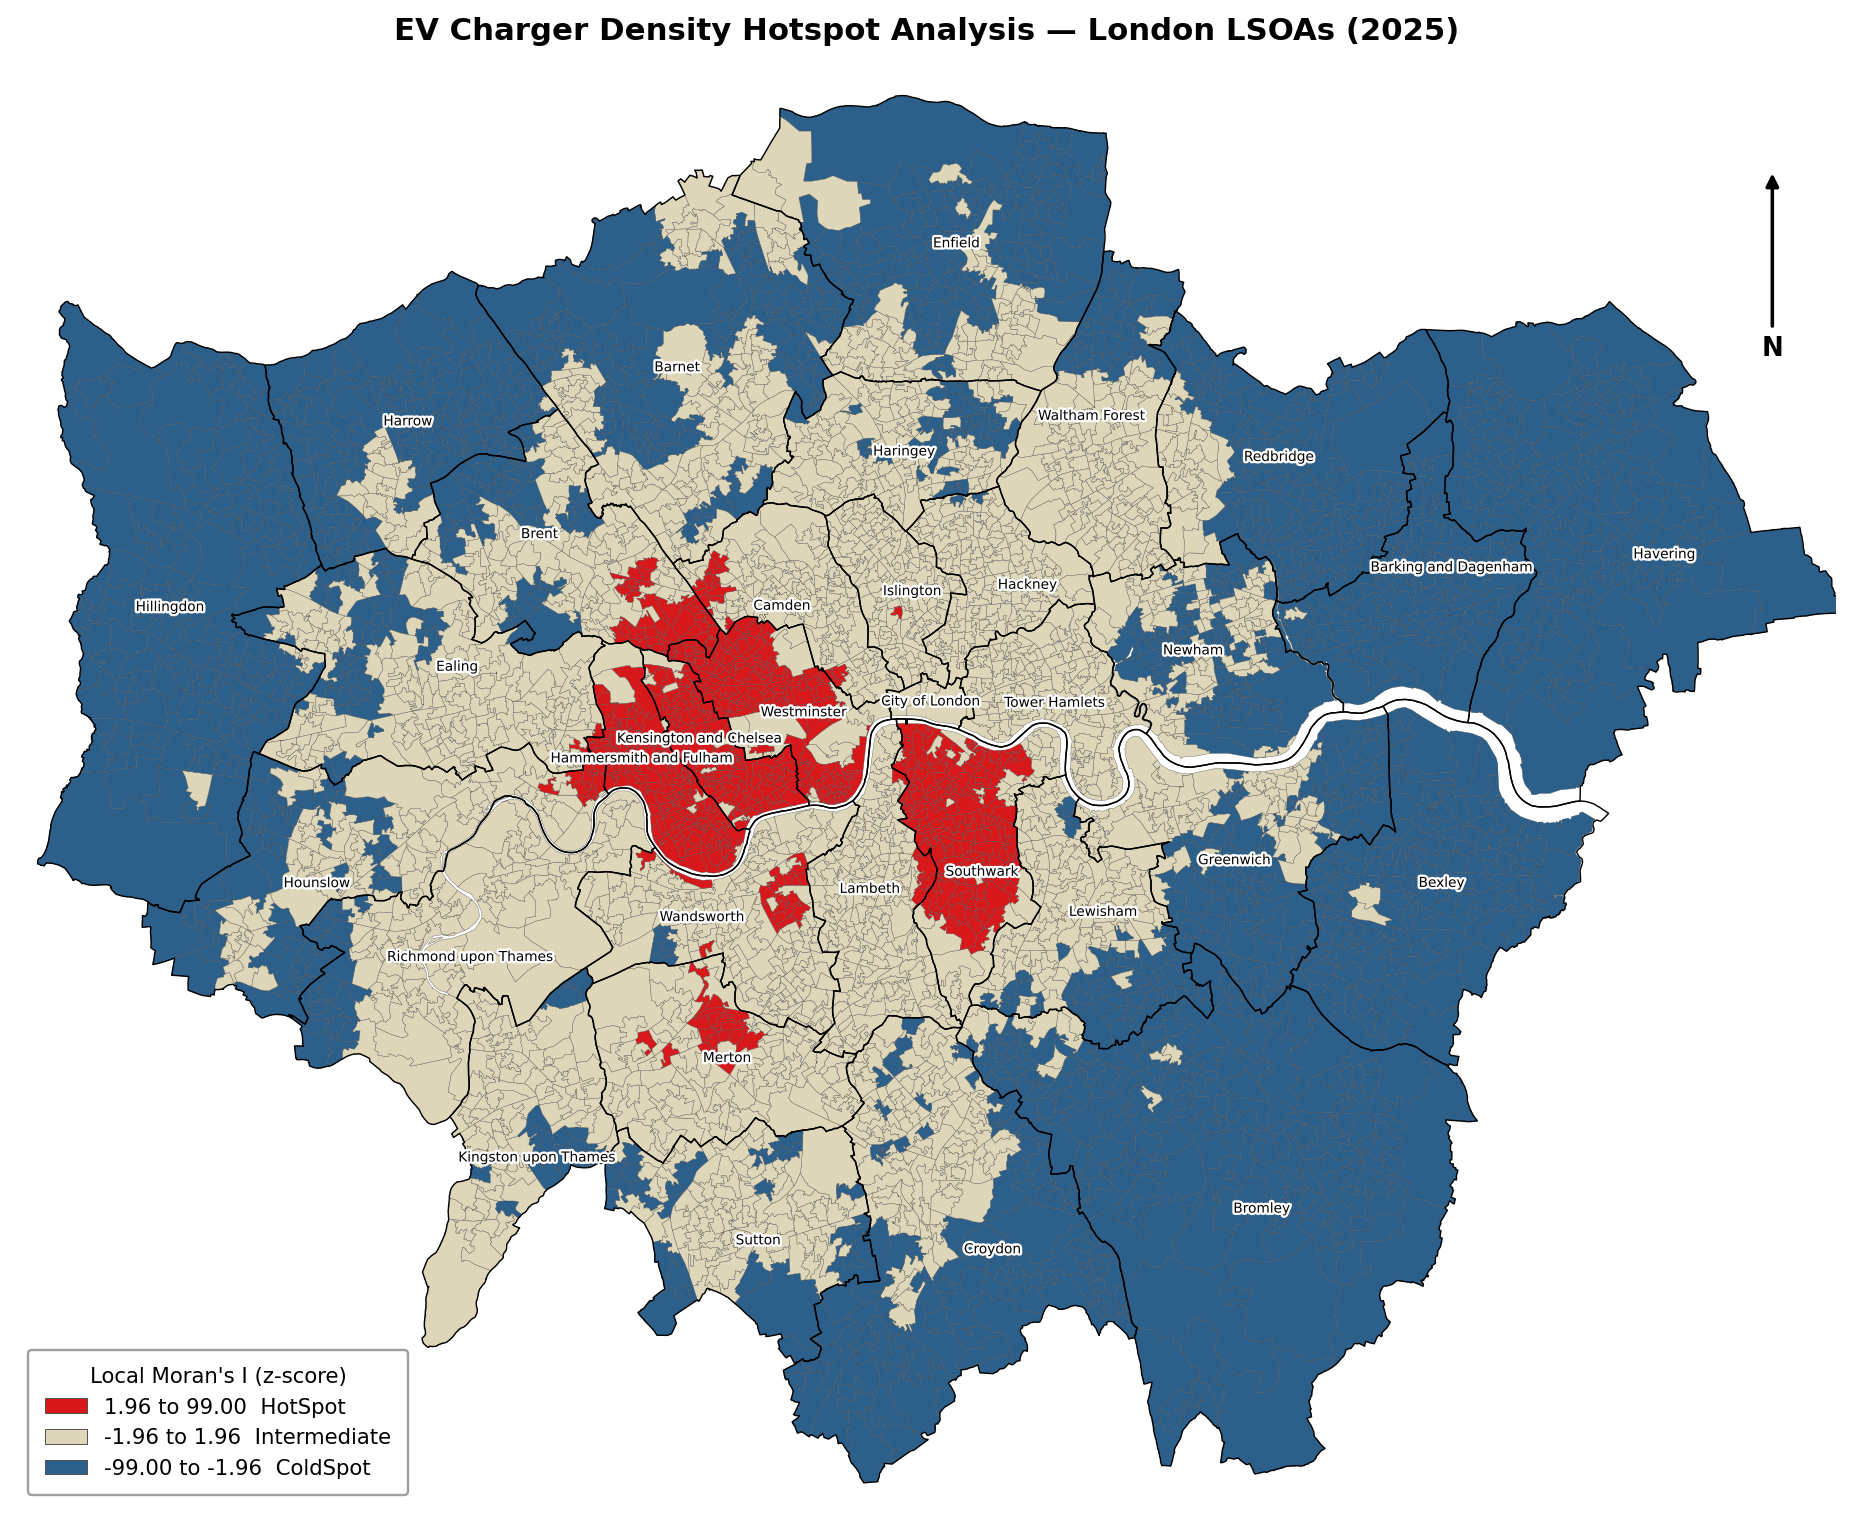 EV Charger Density Hotspot Analysis — London LSOAs (2025)
N
Enfield
Barnet
Harrow
Waltham Forest
Haringey
Redbridge
Brent
Havering
Barking and Dagenham
Hackney
Islington
Camden
Hillingdon
Newham
Ealing
City of London
Tower Hamlets
Westminster
Kensington and Chelsea
Hammersmith and Fulham
Greenwich
Southwark
Hounslow
Bexley
Lambeth
Lewisham
Wandsworth
Richmond upon Thames
Merton
Kingston upon Thames
Bromley
Sutton
Croydon
Local Moran's I (z-score)
1.96 to 99.00 HotSpot
-1.96 to 1.96 Intermediate
-99.00 to -1.96 ColdSpot